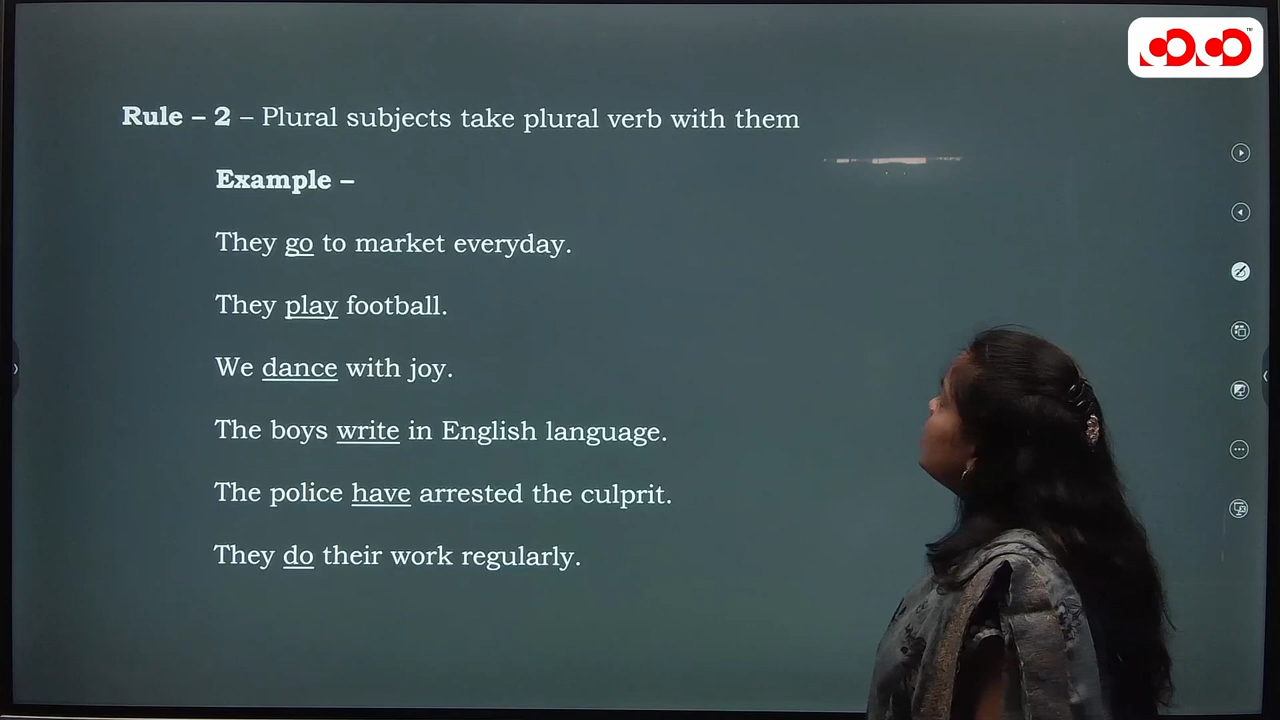 Rule – 2 – Plural subjects take plural verb with them
Example –
They go to market everyday.
They play football.
We dance with joy.
The boys write in English language.
The police have arrested the culprit.
They do their work regularly.